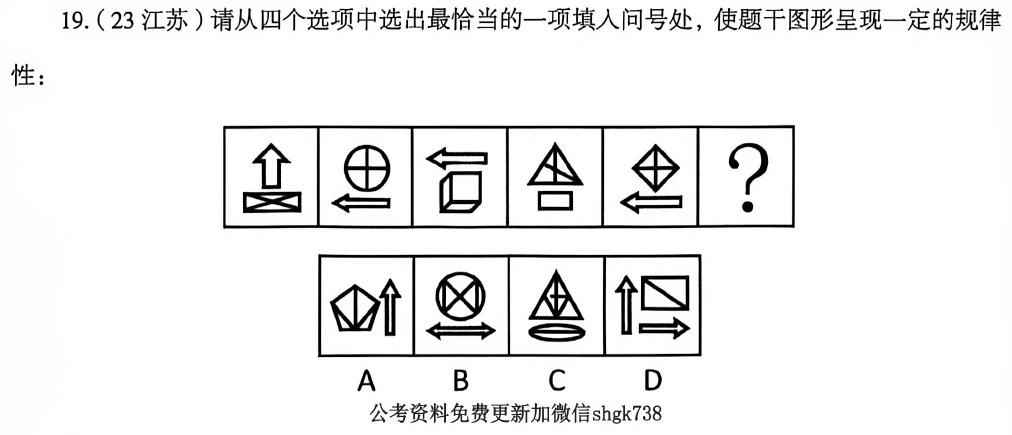 19.（23 江苏）请从四个选项中选出最恰当的一项填入问号处，使题干图形呈现一定的规律
性：
?
A B C D
公考资料免费更新加微信shgk738